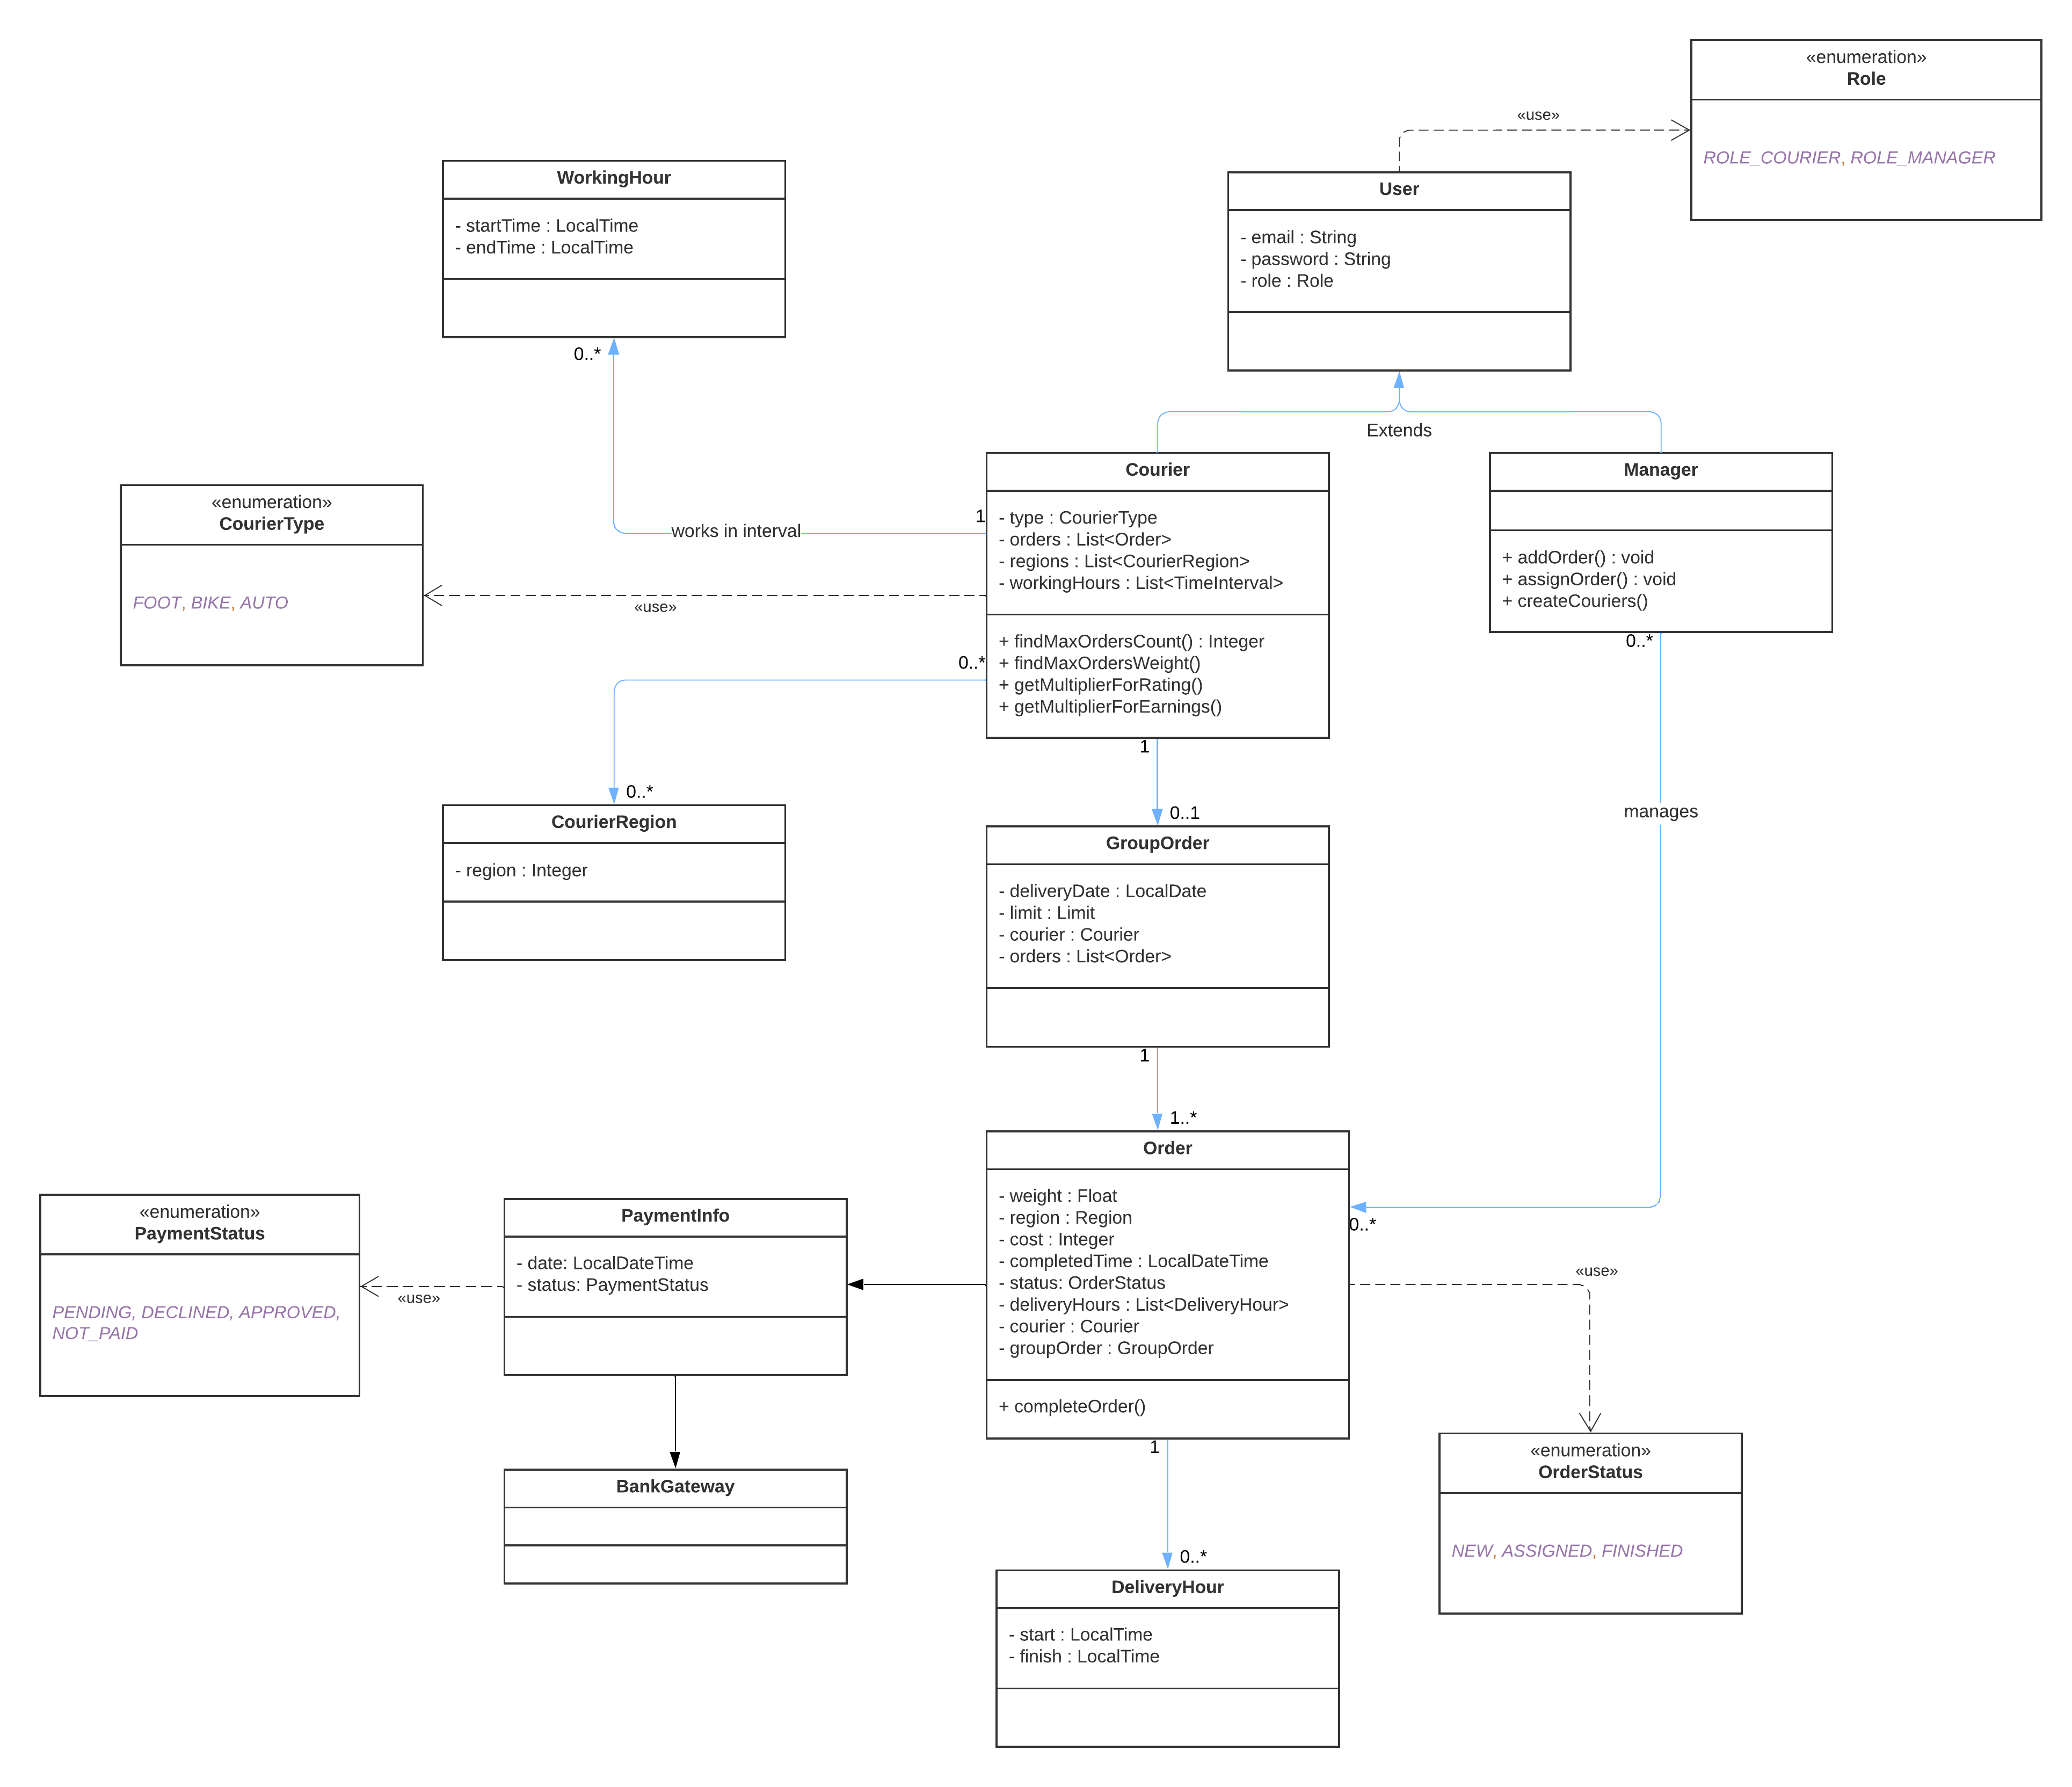 «enumeration»
Role
ROLE_COURIER, ROLE_MANAGER
«use»
User
- email : String
- password : String
- role : Role
WorkingHour
- startTime : LocalTime
- endTime : LocalTime
0..*
Extends
Courier
- type : CourierType
- orders : List<Order>
- regions : List<CourierRegion>
- workingHours : List<TimeInterval>
+ findMaxOrdersCount() : Integer
+ findMaxOrdersWeight()
+ getMultiplierForRating()
+ getMultiplierForEarnings()
Manager
+ addOrder() : void
+ assignOrder() : void
+ createCouriers()
0..*
«enumeration»
CourierType
FOOT, BIKE, AUTO
1
works in interval
«use»
0..*
0..*
CourierRegion
- region : Integer
1
0..1
manages
GroupOrder
- deliveryDate : LocalDate
- limit : Limit
- courier : Courier
- orders : List<Order>
1
1..*
Order
- weight : Float
- region : Region
- cost : Integer
- completedTime : LocalDateTime
- status: OrderStatus
- deliveryHours : List<DeliveryHour>
- courier : Courier
- groupOrder : GroupOrder
+ completeOrder()
0..*
«use»
«enumeration»
PaymentStatus
PENDING, DECLINED, APPROVED,
NOT_PAID
«use»
PaymentInfo
- date: LocalDateTime
- status: PaymentStatus
BankGateway
«enumeration»
OrderStatus
NEW, ASSIGNED, FINISHED
1
0..*
DeliveryHour
- start : LocalTime
- finish : LocalTime